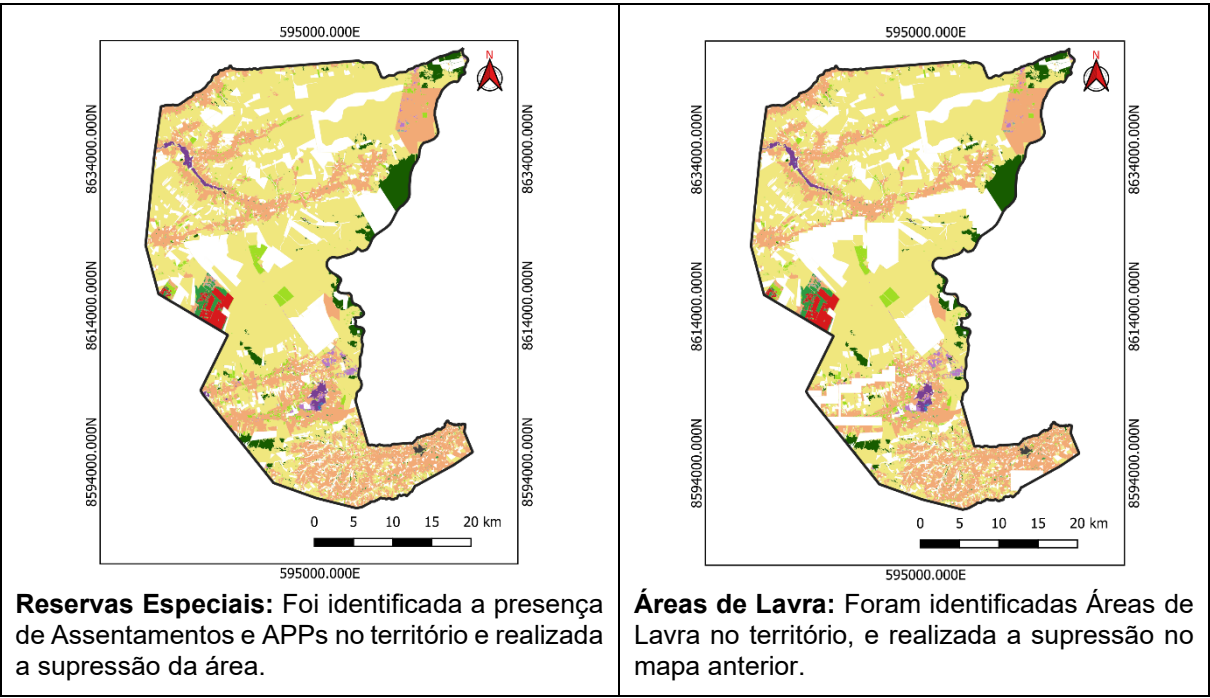 595000.000E
N
8634000.000N
8634000.000N
8614000.000N
8614000.000N
8594000.000N
8594000.000N
0 5 10 15 20 km
595000.000E
Reservas Especiais: Foi identificada a presença
de Assentamentos e APPs no território e realizada
a supressão da área.
595000.000E
N
8634000.000N
8634000.000N
8614000.000N
8614000.000N
8594000.000N
8594000.000N
0 5 10 15 20 km
595000.000E
Áreas de Lavra: Foram identificadas Áreas de
Lavra no território, e realizada a supressão no
mapa anterior.